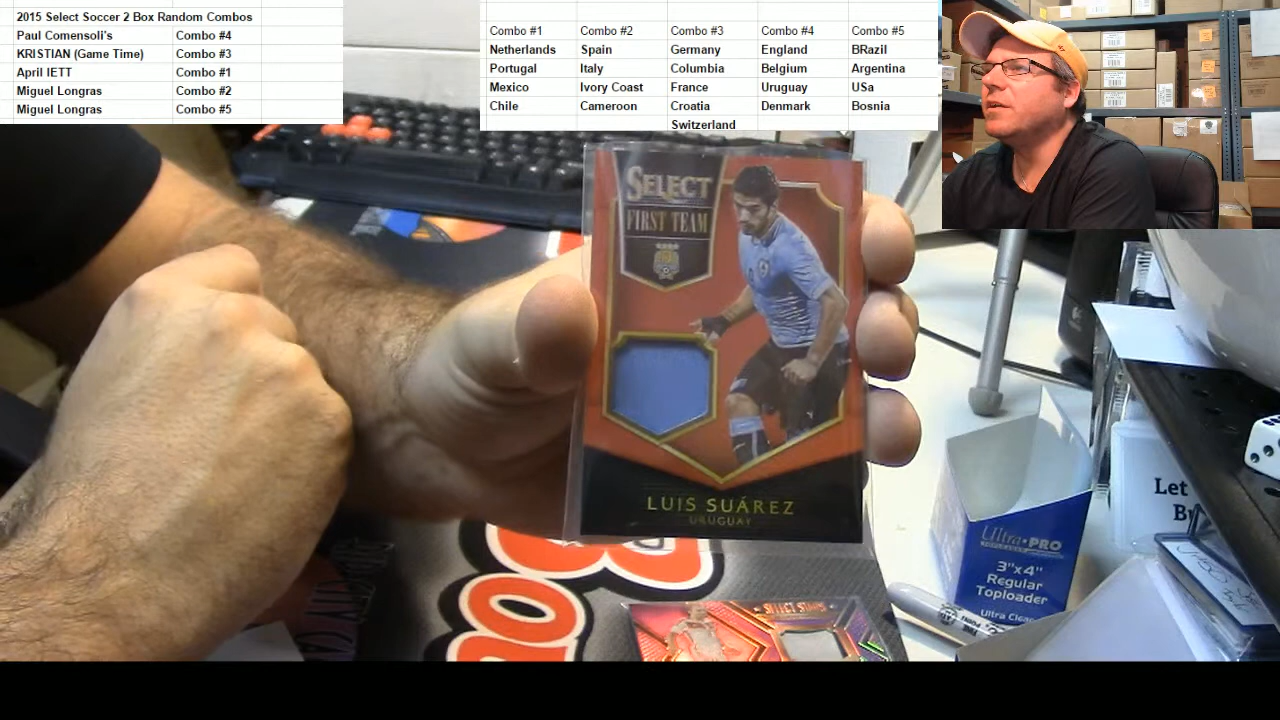 2015 Select Soccer 2 Box Random Combos
Paul Comensoli's Combo #4
KRISTIAN (Game Time) Combo #3
April IETT Combo #1
Miguel Longras Combo #2
Miguel Longras Combo #5
Combo #1 Combo #2 Combo #3 Combo #4 Combo #5
Netherlands Spain Germany England BRazil
Portugal Italy Columbia Belgium Argentina
Mexico Ivory Coast France Uruguay USa
Chile Cameroon Croatia Denmark Bosnia
Switzerland
SELECT
FIRST TEAM
LUIS SUÁREZ
URUGUAY
SELECT STARS
Let
Ultra·PRO
TOPLOADER
3"x4"
Regular
Toploader
Ultra Clear